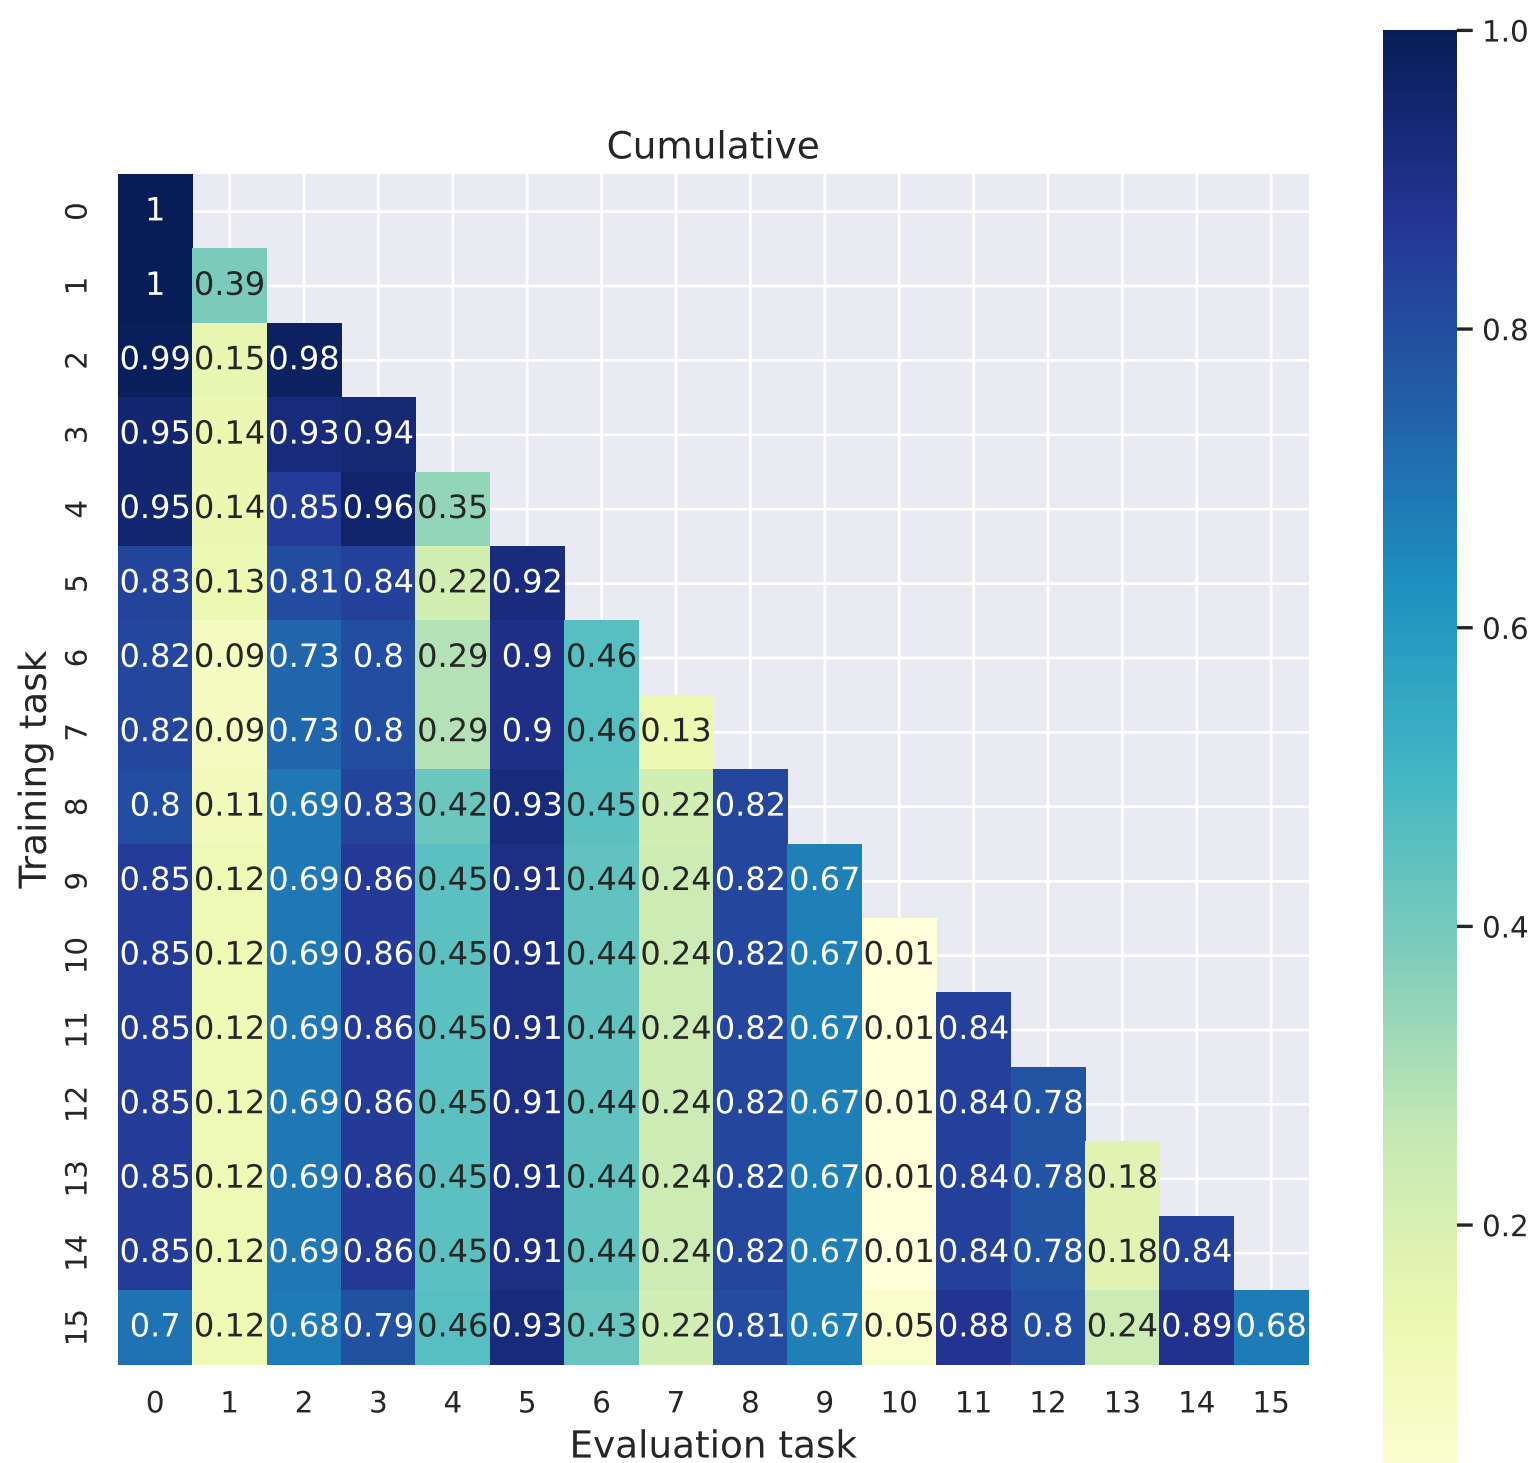 Cumulative
1.0
0.8
0.6
0.4
0.2
Training task
0 1
1 1 0.39
2 0.99 0.15 0.98
3 0.95 0.14 0.93 0.94
4 0.95 0.14 0.85 0.96 0.35
5 0.83 0.13 0.81 0.84 0.22 0.92
6 0.82 0.09 0.73 0.8 0.29 0.9 0.46
7 0.82 0.09 0.73 0.8 0.29 0.9 0.46 0.13
8 0.8 0.11 0.69 0.83 0.42 0.93 0.45 0.22 0.82
9 0.85 0.12 0.69 0.86 0.45 0.91 0.44 0.24 0.82 0.67
10 0.85 0.12 0.69 0.86 0.45 0.91 0.44 0.24 0.82 0.67 0.01
11 0.85 0.12 0.69 0.86 0.45 0.91 0.44 0.24 0.82 0.67 0.01 0.84
12 0.85 0.12 0.69 0.86 0.45 0.91 0.44 0.24 0.82 0.67 0.01 0.84 0.78
13 0.85 0.12 0.69 0.86 0.45 0.91 0.44 0.24 0.82 0.67 0.01 0.84 0.78 0.18
14 0.85 0.12 0.69 0.86 0.45 0.91 0.44 0.24 0.82 0.67 0.01 0.84 0.78 0.18 0.84
15 0.7 0.12 0.68 0.79 0.46 0.93 0.43 0.22 0.81 0.67 0.05 0.88 0.8 0.24 0.89 0.68
0 1 2 3 4 5 6 7 8 9 10 11 12 13 14 15
Evaluation task